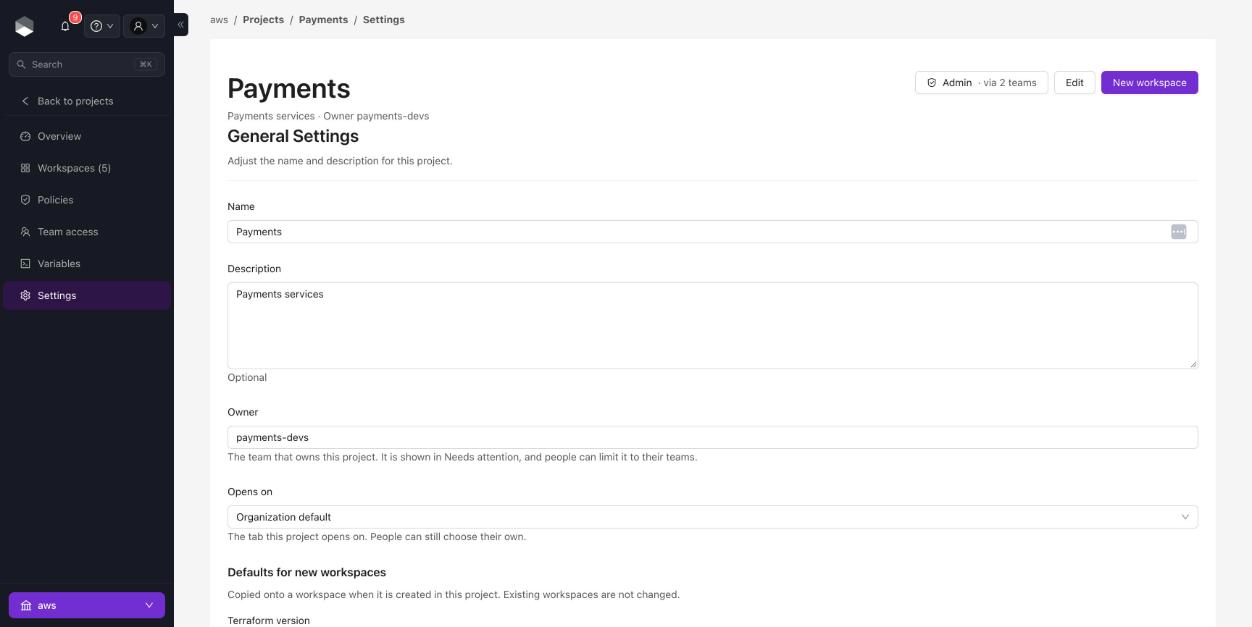 9
Search
⌘K
Back to projects
Overview
Workspaces (5)
Policies
Team access
Variables
Settings
aws
aws / Projects / Payments / Settings
Payments
Admin · via 2 teams
Edit
New workspace
Payments services · Owner payments-devs
General Settings
Adjust the name and description for this project.
Name
Payments
Description
Payments services
Optional
Owner
payments-devs
The team that owns this project. It is shown in Needs attention, and people can limit it to their teams.
Opens on
Organization default
The tab this project opens on. People can still choose their own.
Defaults for new workspaces
Copied onto a workspace when it is created in this project. Existing workspaces are not changed.
Terraform version